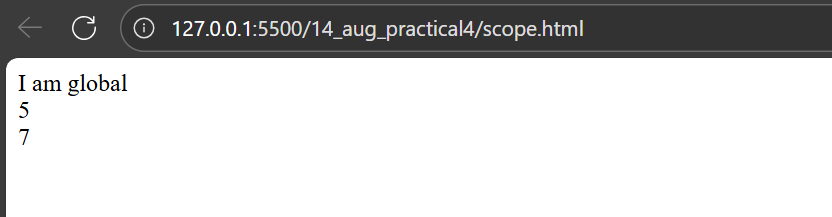 127.0.0.1:5500/14_aug_practical4/scope.html
I am global
5
7